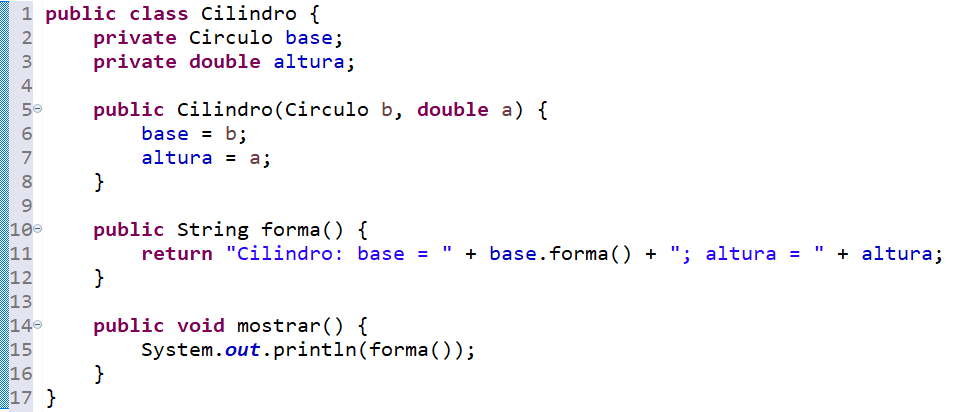 1 public class Cilindro {
2     private Circulo base;
3     private double altura;
4
5     public Cilindro(Circulo b, double a) {
6         base = b;
7         altura = a;
8     }
9
10     public String forma() {
11         return "Cilindro: base = " + base.forma() + "; altura = " + altura;
12     }
13
14     public void mostrar() {
15         System.out.println(forma());
16     }
17 }